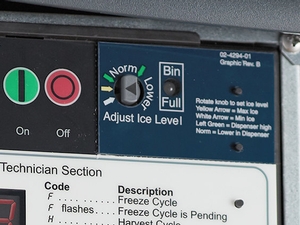 02-4294-01
Graphic Rev. B
Norm
Lower
Bin
Full
Adjust Ice Level
Rotate knob to set ice level
Yellow Arrow = Max Ice
White Arrow = Min Ice
Left Green = Dispenser high
Norm = Lower in Dispenser
On
Off
Technician Section
Code Description
F .......... Freeze Cycle
F flashes.... Freeze Cycle is Pending
H .......... Harvest Cycle